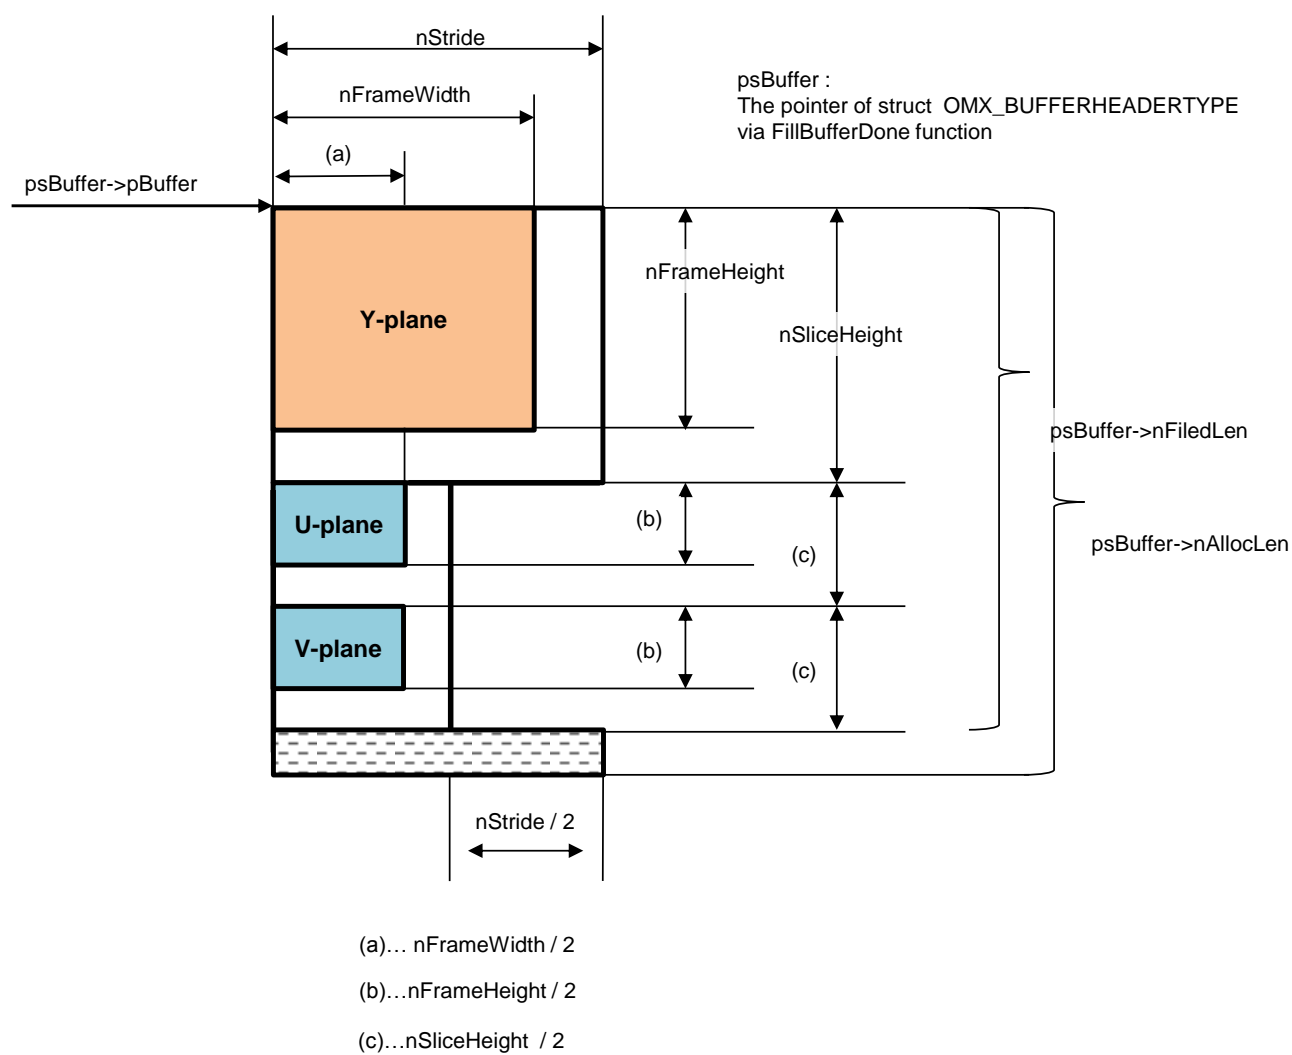 nStride
nFrameWidth
(a)
psBuffer :
The pointer of struct OMX_BUFFERHEADERTYPE
via FillBufferDone function
psBuffer->pBuffer
nFrameHeight
Y-plane
nSliceHeight
psBuffer->nFiledLen
U-plane
(b)
(c)
psBuffer->nAllocLen
V-plane
(b)
(c)
nStride / 2
(a)... nFrameWidth / 2
(b)...nFrameHeight / 2
(c)...nSliceHeight / 2